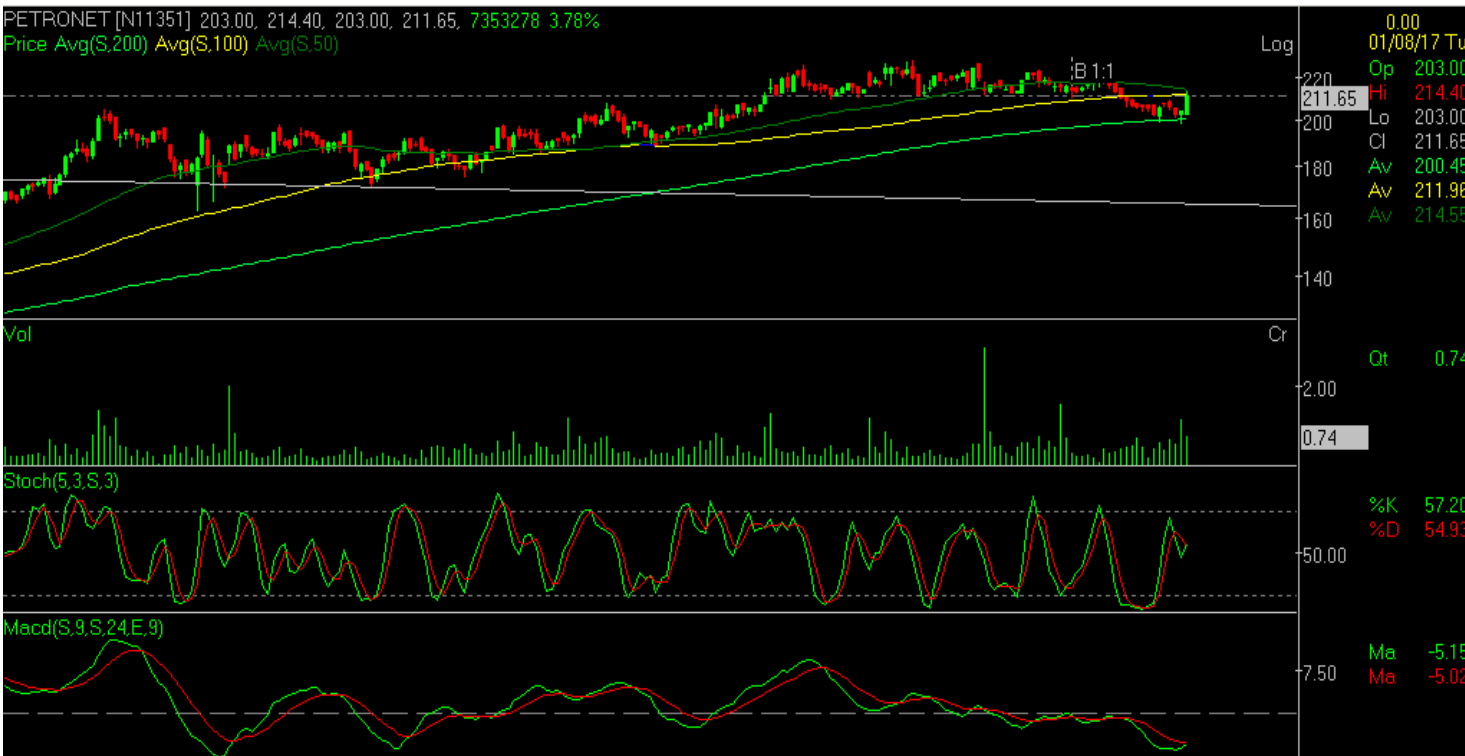 PETRONET [N11351] 203.00, 214.40, 203.00, 211.65, 7353278 3.78%
Price Avg(S,200) Avg(S,100) Avg(S,50)
Log
B 1:1
220
211.65
200
180
160
140
0.00
01/08/17 Tu
Op 203.00
Hi 214.40
Lo 203.00
Cl 211.65
Av 200.45
Av 211.96
Av 214.55
Vol
Cr
2.00
0.74
Qt 0.74
Stoch(5,3,S,3)
50.00
%K 57.20
%D 54.93
Macd(S,9,S,24,E,9)
7.50
Ma -5.15
Ma -5.02